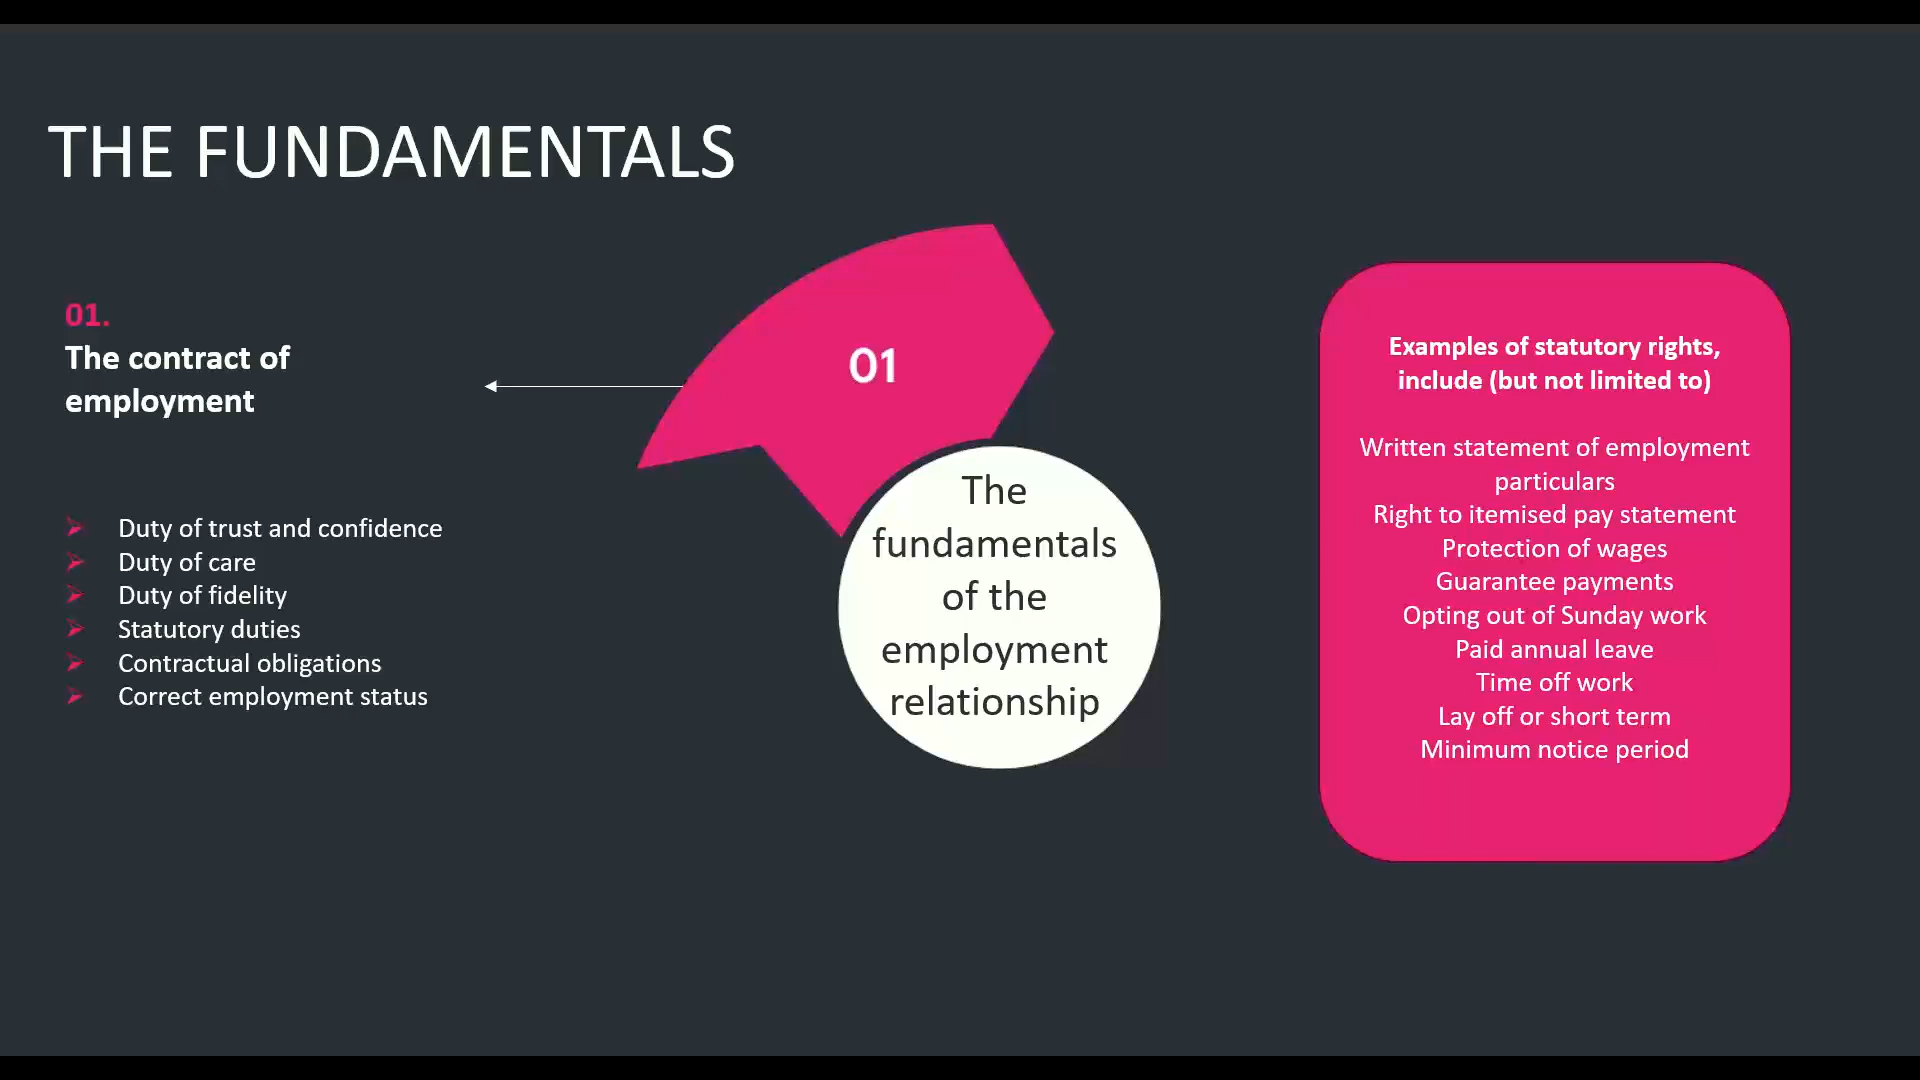 THE FUNDAMENTALS
01.
The contract of
employment
Duty of trust and confidence
Duty of care
Duty of fidelity
Statutory duties
Contractual obligations
Correct employment status
01
The
fundamentals
of the
employment
relationship
Examples of statutory rights,
include (but not limited to)
Written statement of employment
particulars
Right to itemised pay statement
Protection of wages
Guarantee payments
Opting out of Sunday work
Paid annual leave
Time off work
Lay off or short term
Minimum notice period